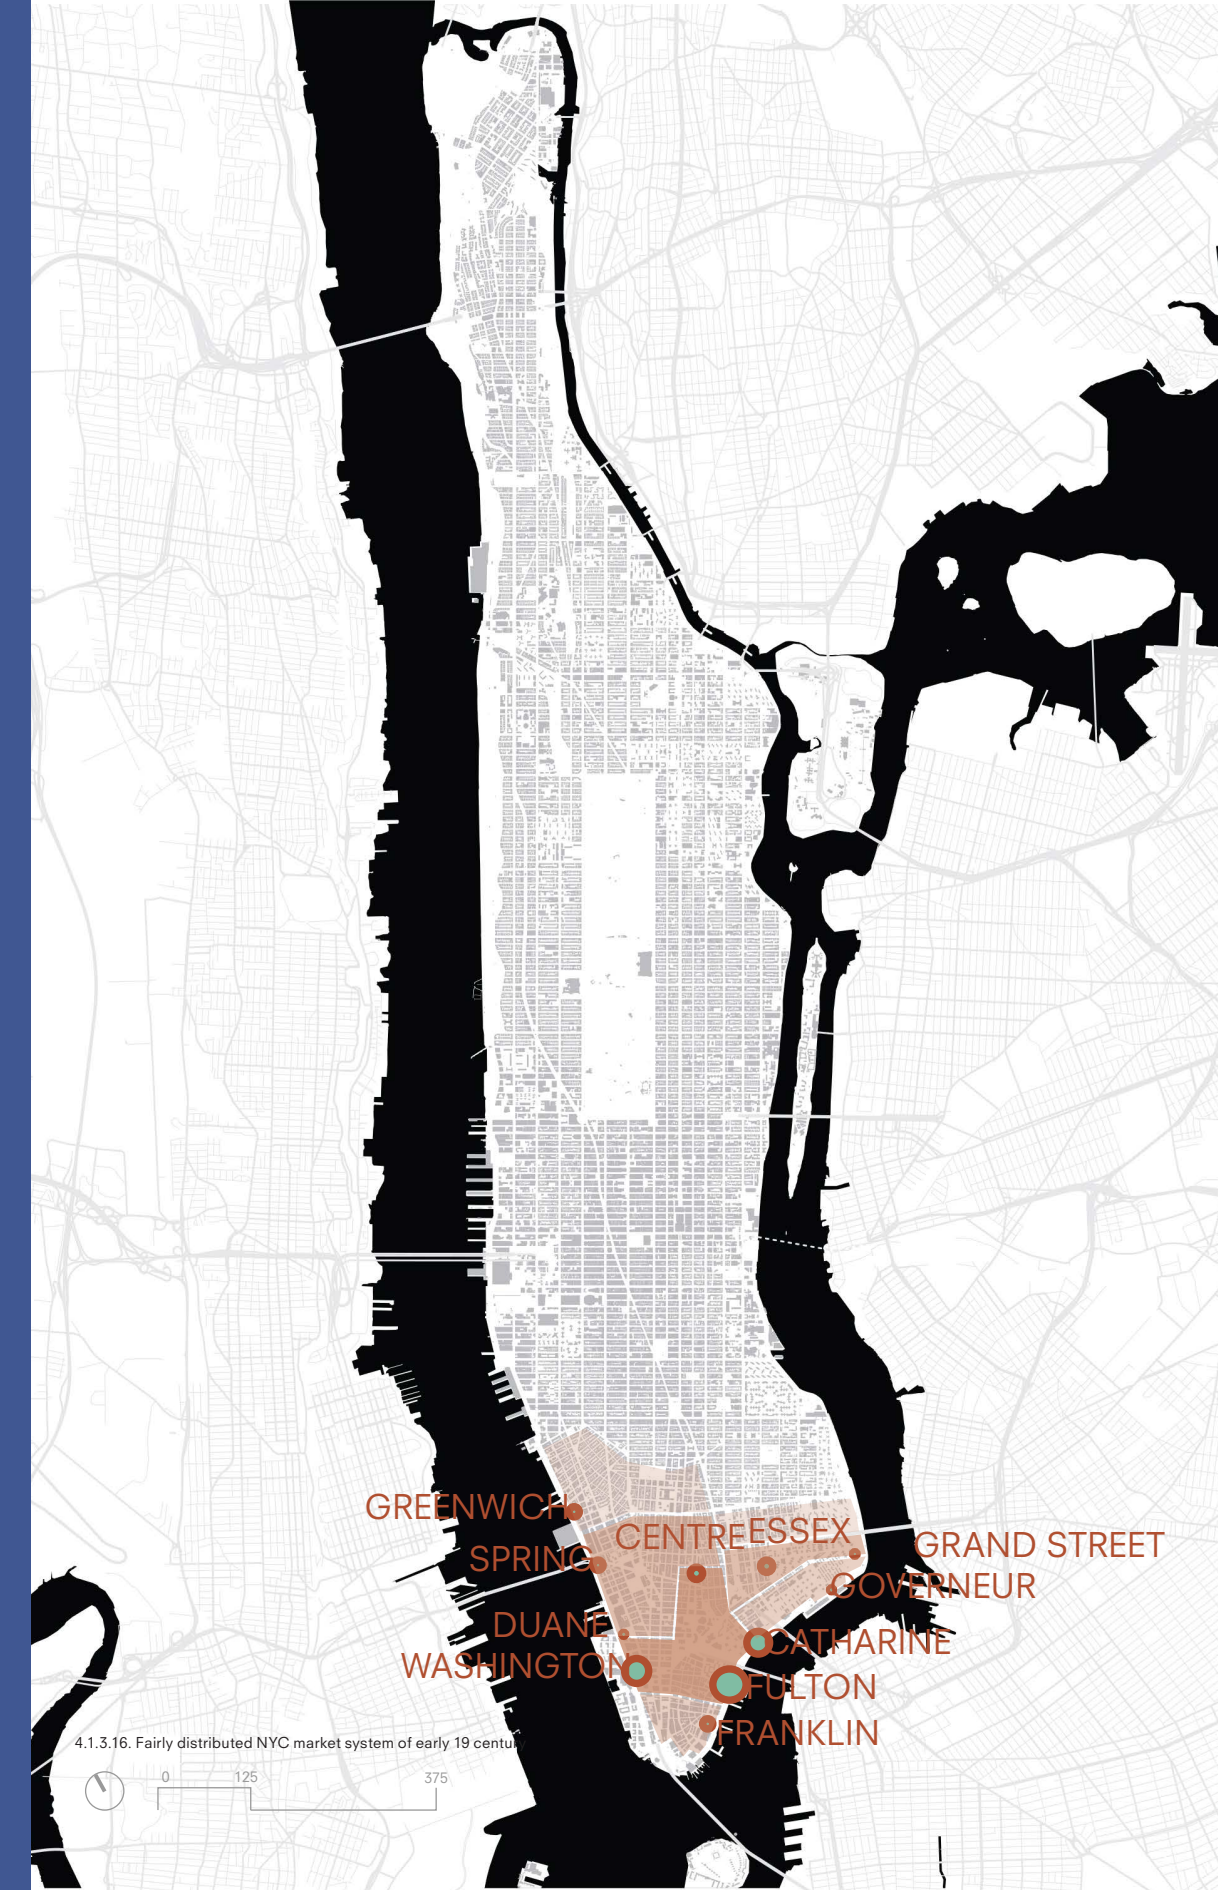 GREENWICH
CENTRE ESSEX
GRAND STREET
SPRING
GOVERNEUR
DUANE
CATHARINE
WASHINGTON
FULTON
FRANKLIN
4.1.3.16. Fairly distributed NYC market system of early 19 century
0 125 375